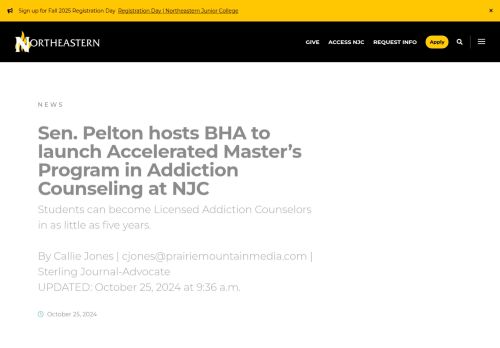 Sign up for Fall 2025 Registration Day Registration Day | Northeastern Junior College ×
NORTHEASTERN GIVE ACCESS NJC REQUEST INFO Apply
NEWS
Sen. Pelton hosts BHA to
launch Accelerated Master’s
Program in Addiction
Counseling at NJC
Students can become Licensed Addiction Counselors
in as little as five years.
By Callie Jones | cjones@prairiemountainmedia.com |
Sterling Journal-Advocate
UPDATED: October 25, 2024 at 9:36 a.m.
October 25, 2024